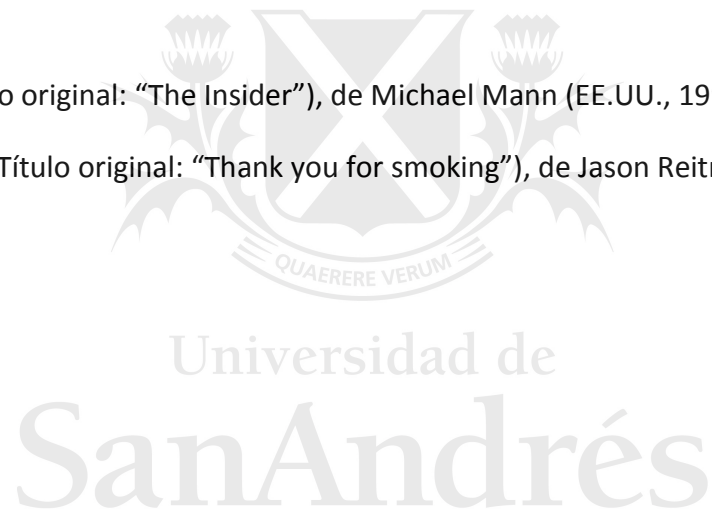 o original: “The Insider”), de Michael Mann (EE.UU., 19
Título original: “Thank you for smoking”), de Jason Reit
QUAERERE VERUM
Universidad de
SanAndrés